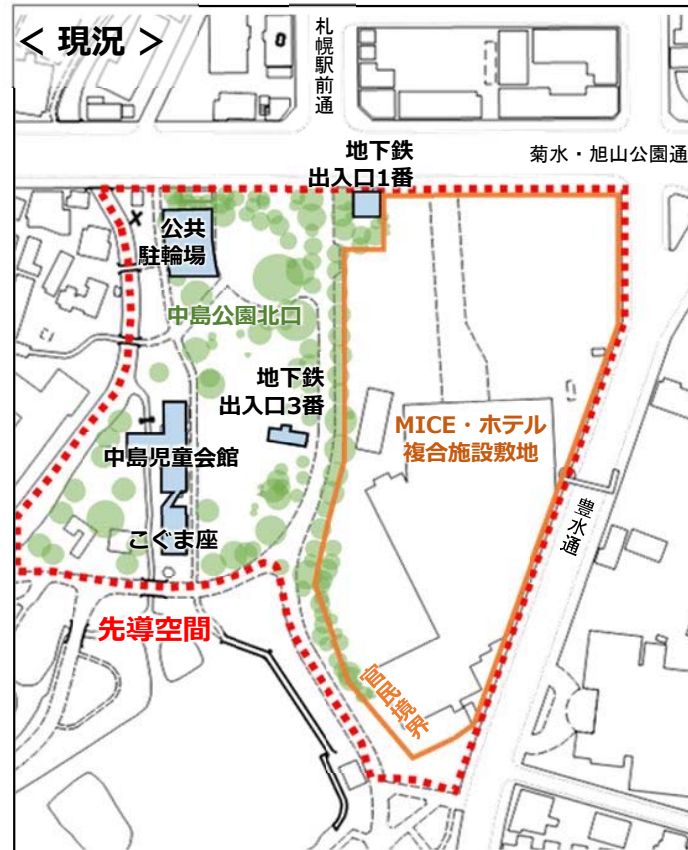 ＜ 現況 ＞
札幌駅前通
菊水・旭山公園通
地下鉄
出入口1番
公共
駐輪場
中島公園北口
地下鉄
出入口3番
MICE・ホテル
複合施設敷地
中島児童会館
豊水通
こぐま座
先導空間
官民境界